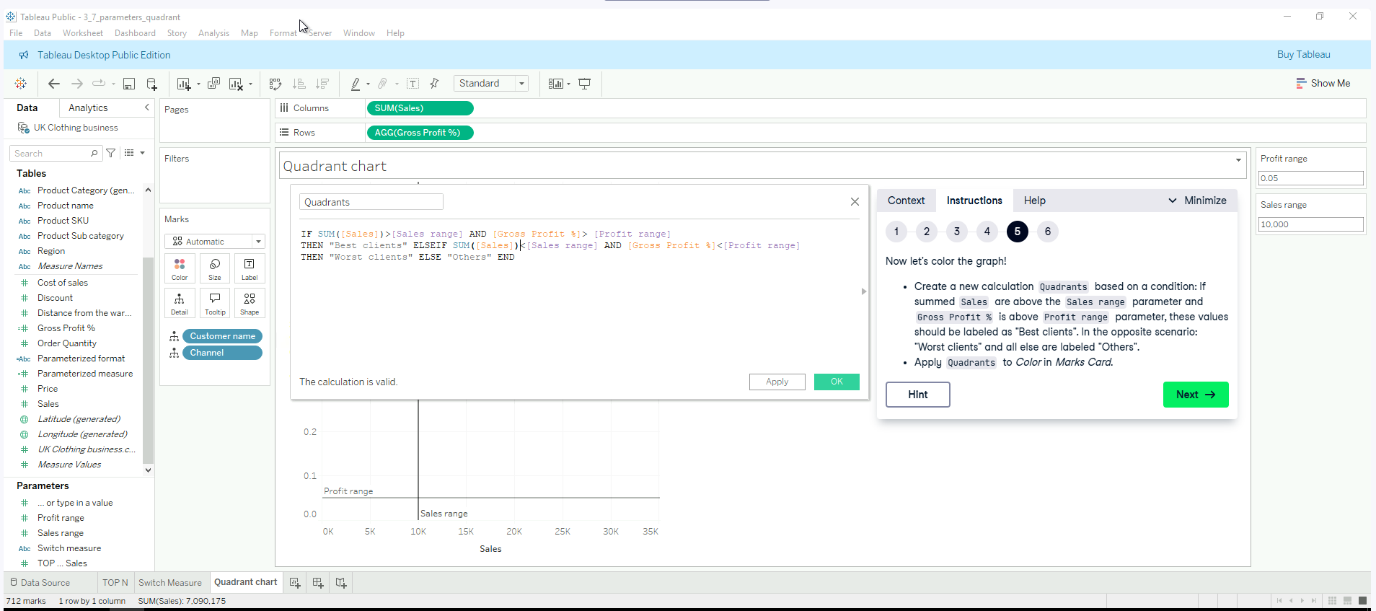 Tableau Public - 3_7_parameters_quadrant
File Data Worksheet Dashboard Story Analysis Map Format Server Window Help
Tableau Desktop Public Edition
Buy Tableau
Standard
Show Me
Data Analytics
UK Clothing business
Search
Tables
Abc Product Category (gen...
Abc Product name
Abc Product SKU
Abc Product Sub category
Abc Region
Abc Measure Names
Cost of sales
Discount
Distance from the war...
Gross Profit %
Order Quantity
Abc Parameterized format
Parameterized measure
Price
Sales
Latitude (generated)
Longitude (generated)
UK Clothing business.c...
Measure Values
Parameters
... or type in a value
Profit range
Sales range
Abc Switch measure
TOP ... Sales
Pages
Filters
Marks
Automatic
Color Size Label
Detail Tooltip Shape
Customer name
Channel
Columns SUM(Sales)
Rows AGG(Gross Profit %)
Quadrant chart
Quadrants
IF SUM([Sales])>[Sales range] AND [Gross Profit %]> [Profit range]
THEN "Best clients" ELSEIF SUM([Sales])<[Sales range] AND [Gross Profit %]<[Profit range]
THEN "Worst clients" ELSE "Others" END
The calculation is valid.
Apply OK
0.2
0.1
Profit range
0.0
Sales range
0K 5K 10K 15K 20K 25K 30K 35K
Sales
Context Instructions Help Minimize
1 2 3 4 5 6
Now let's color the graph!
• Create a new calculation Quadrants based on a condition: If
summed Sales are above the Sales range parameter and
Gross Profit % is above Profit range parameter, these values
should be labeled as "Best clients". In the opposite scenario:
"Worst clients" and all else are labeled "Others".
• Apply Quadrants to Color in Marks Card.
Hint
Next →
Profit range
0.05
Sales range
10,000
Data Source TOP N Switch Measure Quadrant chart
712 marks 1 row by 1 column SUM(Sales): 7,090,175